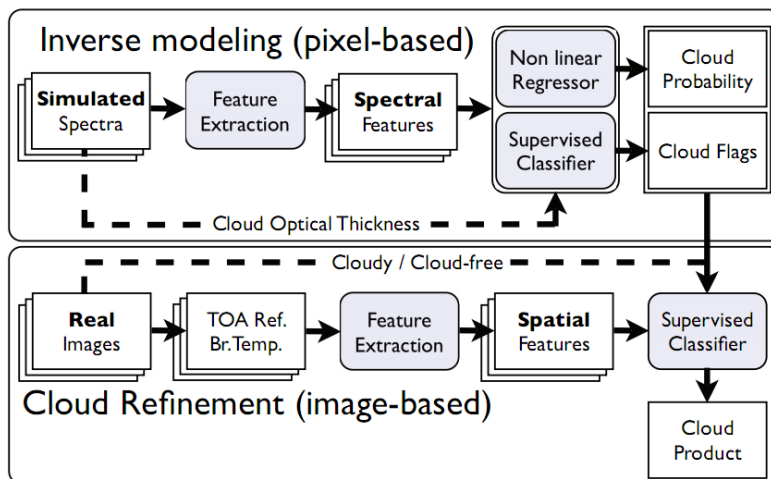 Inverse modeling (pixel-based)
Simulated
Spectra
Feature
Extraction
Spectral
Features
Non linear
Regressor
Cloud
Probability
Supervised
Classifier
Cloud Flags
Cloud Optical Thickness
Cloudy / Cloud-free
Real
Images
TOA Ref.
Br.Temp.
Feature
Extraction
Spatial
Features
Supervised
Classifier
Cloud Refinement (image-based)
Cloud
Product